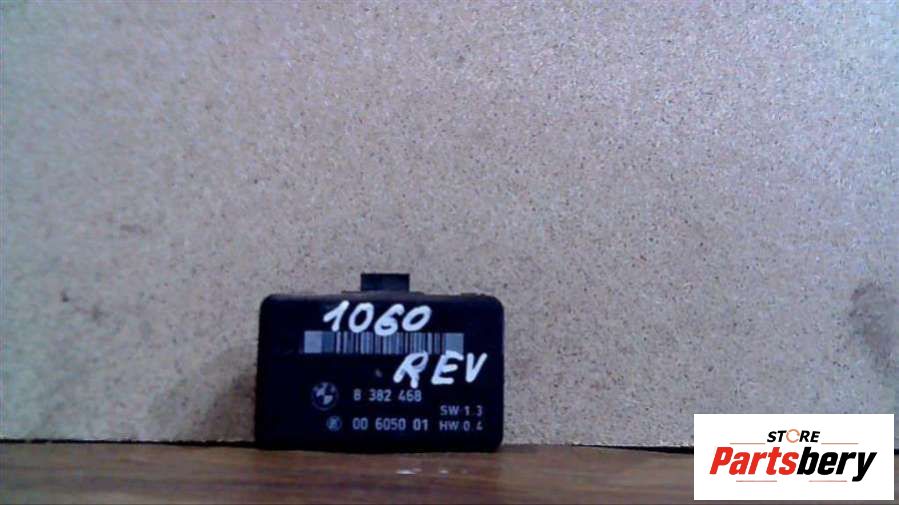 1060
REV
8 382 468
SW 1.3
00 6050 01 HW 0.4
STORE
Partsbery